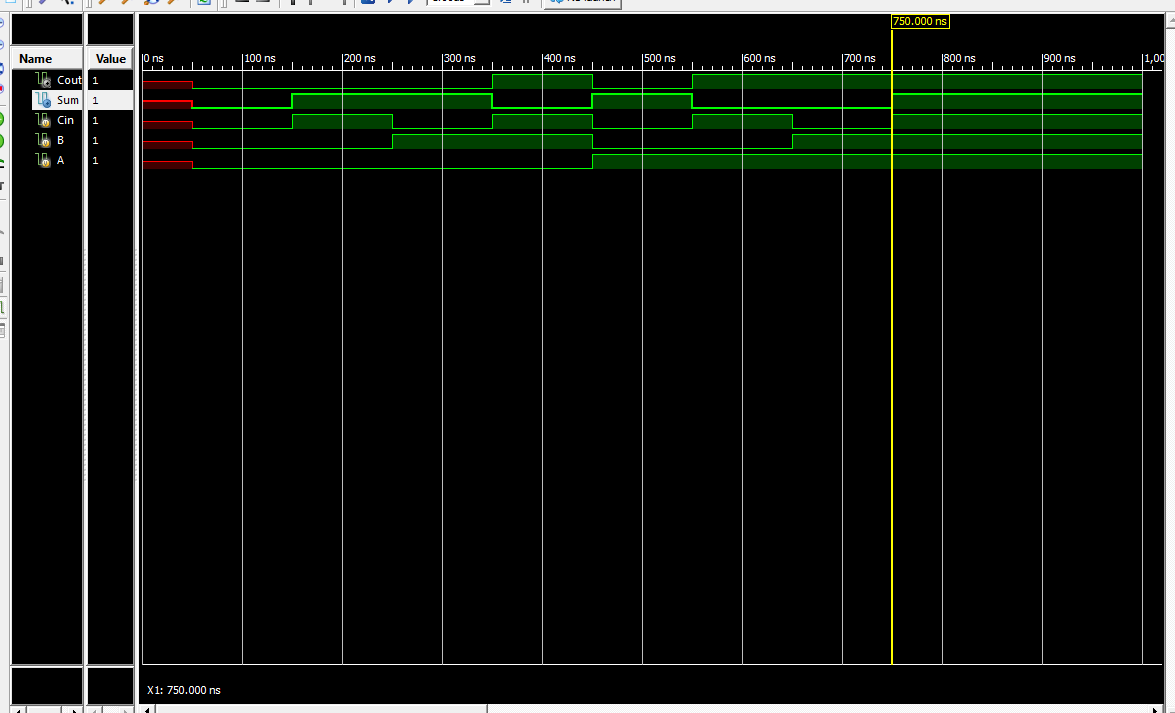 750.000 ns
Name Value
0 ns 100 ns 200 ns 300 ns 400 ns 500 ns 600 ns 700 ns 800 ns 900 ns 1,00
Cout 1
Sum 1
Cin 1
B 1
A 1
X1: 750.000 ns